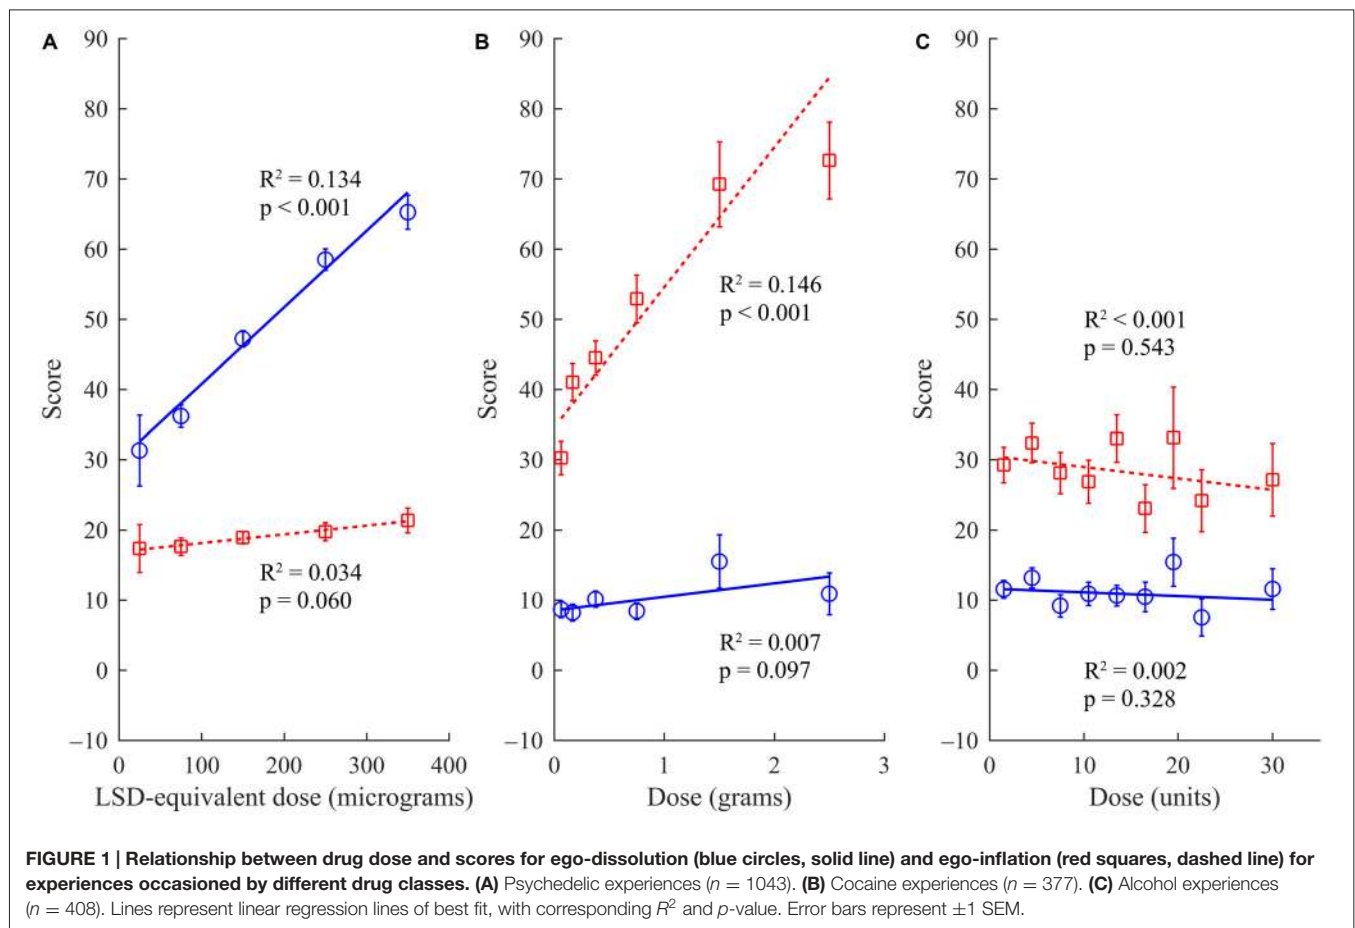 A
90
80
70
60
50
40
30
20
10
0
–10
Score
R² = 0.134
p < 0.001
R² = 0.034
p = 0.060
0 100 200 300 400
LSD-equivalent dose (micrograms)
B
90
80
70
60
50
40
30
20
10
0
–10
Score
R² = 0.146
p < 0.001
R² = 0.007
p = 0.097
0 1 2 3
Dose (grams)
C
90
80
70
60
50
40
30
20
10
0
–10
Score
R² < 0.001
p = 0.543
R² = 0.002
p = 0.328
0 10 20 30
Dose (units)
FIGURE 1 | Relationship between drug dose and scores for ego-dissolution (blue circles, solid line) and ego-inflation (red squares, dashed line) for
experiences occasioned by different drug classes. (A) Psychedelic experiences (n = 1043). (B) Cocaine experiences (n = 377). (C) Alcohol experiences
(n = 408). Lines represent linear regression lines of best fit, with corresponding R² and p-value. Error bars represent ±1 SEM.